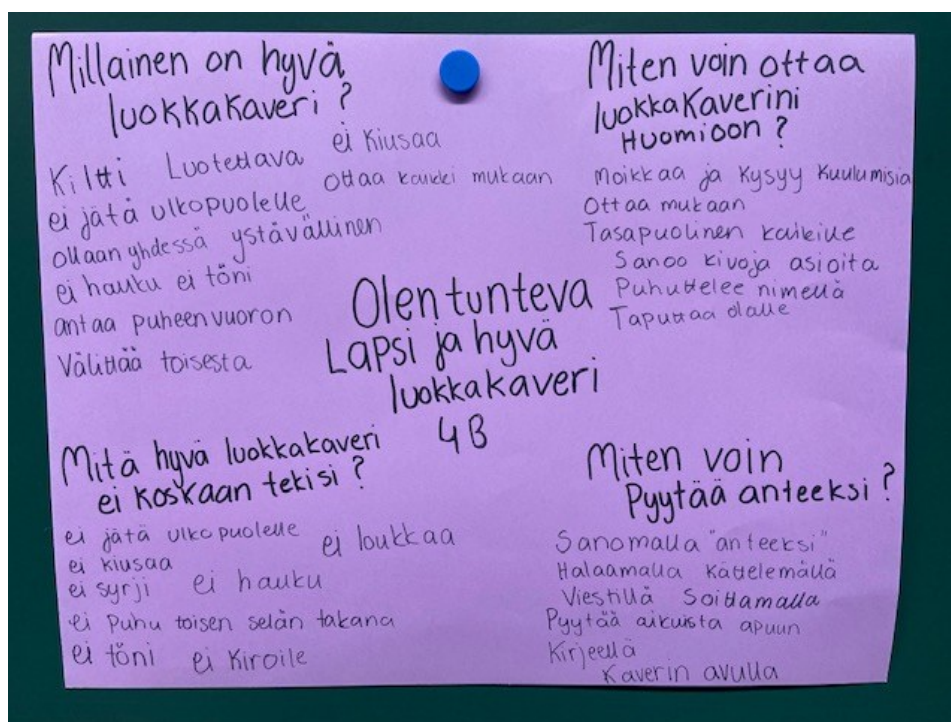 Millainen on hyvä
luokkakaveri?
Kiltti Luotettava ei kiusaa
ottaa kaikki mukaan
ei jätä ulkopuolelle
ollaan yhdessä ystävällinen
ei hauku ei töni
antaa puheenvuoron
Välittää toisesta
Miten voin ottaa
luokkakaverini
Huomioon?
Moikkaa ja kysyy kuulumisia
Ottaa mukaan
Tasapuolinen kaikille
Sanoo kivoja asioita
Puhuttelee nimellä
Taputtaa olalle
Olen tunteva
Lapsi ja hyvä
luokkakaveri
4B
Mitä hyvä luokkakaveri
ei koskaan tekisi?
ei jätä ulkopuolelle
ei loukkaa
ei kiusaa
ei syrji ei hauku
ei puhu toisen selän takana
ei töni ei kiroile
Miten voin
Pyytää anteeksi?
Sanomalla "anteeksi"
Halaamalla Kättelemällä
Viestillä Soittamalla
Pyytää aikuista apuun
Kirjeellä
Kaverin avulla